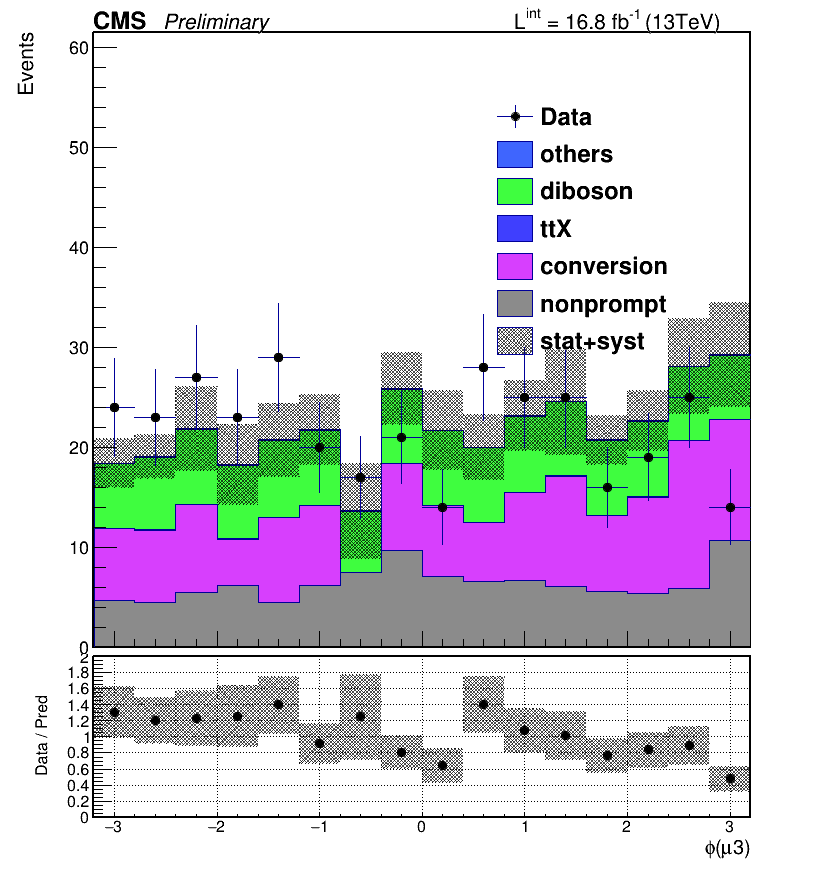 CMS Preliminary L^int = 16.8 fb^-1 (13TeV)
Events
60
50
40
30
20
10
0
Data
others
diboson
ttX
conversion
nonprompt
stat+syst
Data / Pred
2
1.8
1.6
1.4
1.2
1
0.8
0.6
0.4
0.2
0
−3 −2 −1 0 1 2 3
ϕ(μ3)